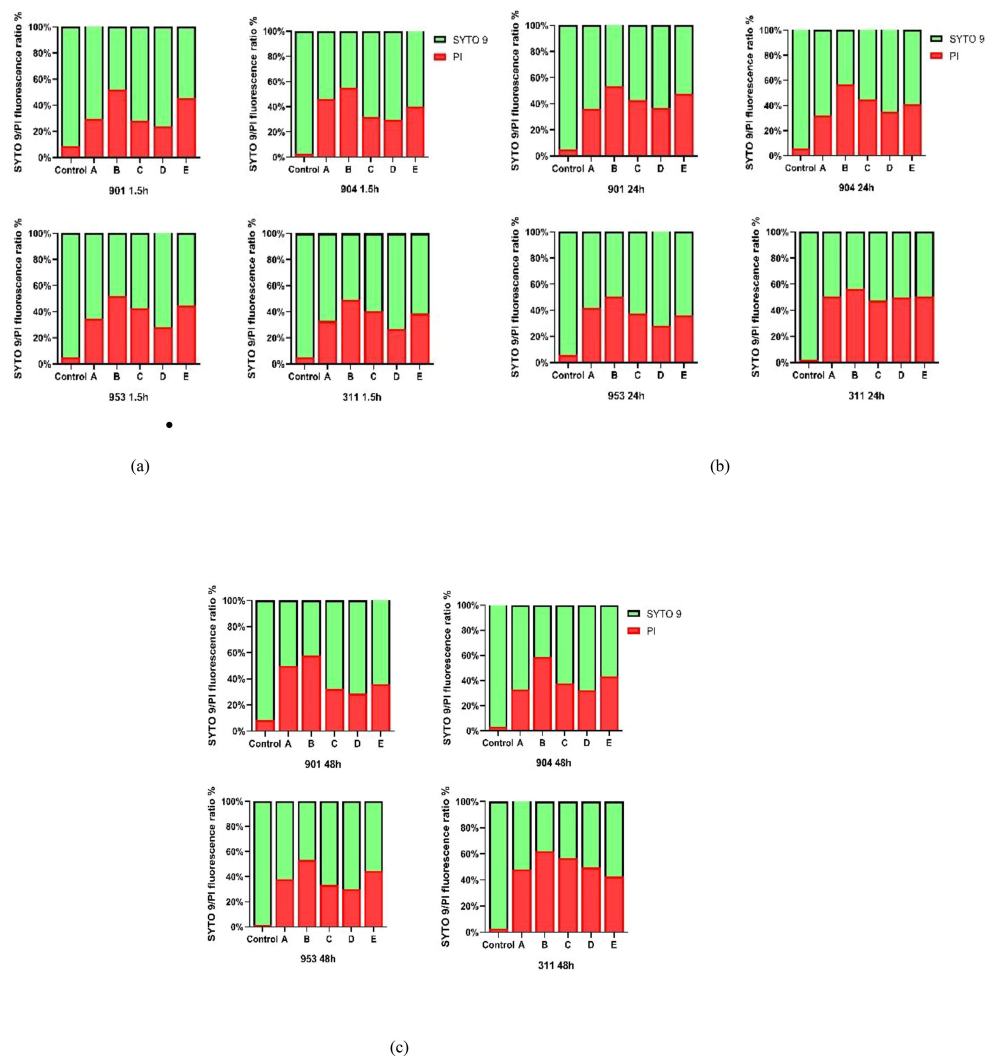 SYTO 9/PI fluorescence ratio %
100%
80%
60%
40%
20%
0%
Control A B C D E
901 1.5h
SYTO 9/PI fluorescence ratio %
100%
80%
60%
40%
20%
0%
Control A B C D E
904 1.5h
SYTO 9
PI
SYTO 9/PI fluorescence ratio %
100%
80%
60%
40%
20%
0%
Control A B C D E
953 1.5h
SYTO 9/PI fluorescence ratio %
100%
80%
60%
40%
20%
0%
Control A B C D E
311 1.5h
(a)
SYTO 9/PI fluorescence ratio %
100%
80%
60%
40%
20%
0%
Control A B C D E
901 24h
SYTO 9/PI fluorescence ratio %
100%
80%
60%
40%
20%
0%
Control A B C D E
904 24h
SYTO 9
PI
SYTO 9/PI fluorescence ratio %
100%
80%
60%
40%
20%
0%
Control A B C D E
953 24h
SYTO 9/PI fluorescence ratio %
100%
80%
60%
40%
20%
0%
Control A B C D E
311 24h
(b)
SYTO 9/PI fluorescence ratio %
100%
80%
60%
40%
20%
0%
Control A B C D E
901 48h
SYTO 9/PI fluorescence ratio %
100%
80%
60%
40%
20%
0%
Control A B C D E
904 48h
SYTO 9
PI
SYTO 9/PI fluorescence ratio %
100%
80%
60%
40%
20%
0%
Control A B C D E
953 48h
SYTO 9/PI fluorescence ratio %
100%
80%
60%
40%
20%
0%
Control A B C D E
311 48h
(c)